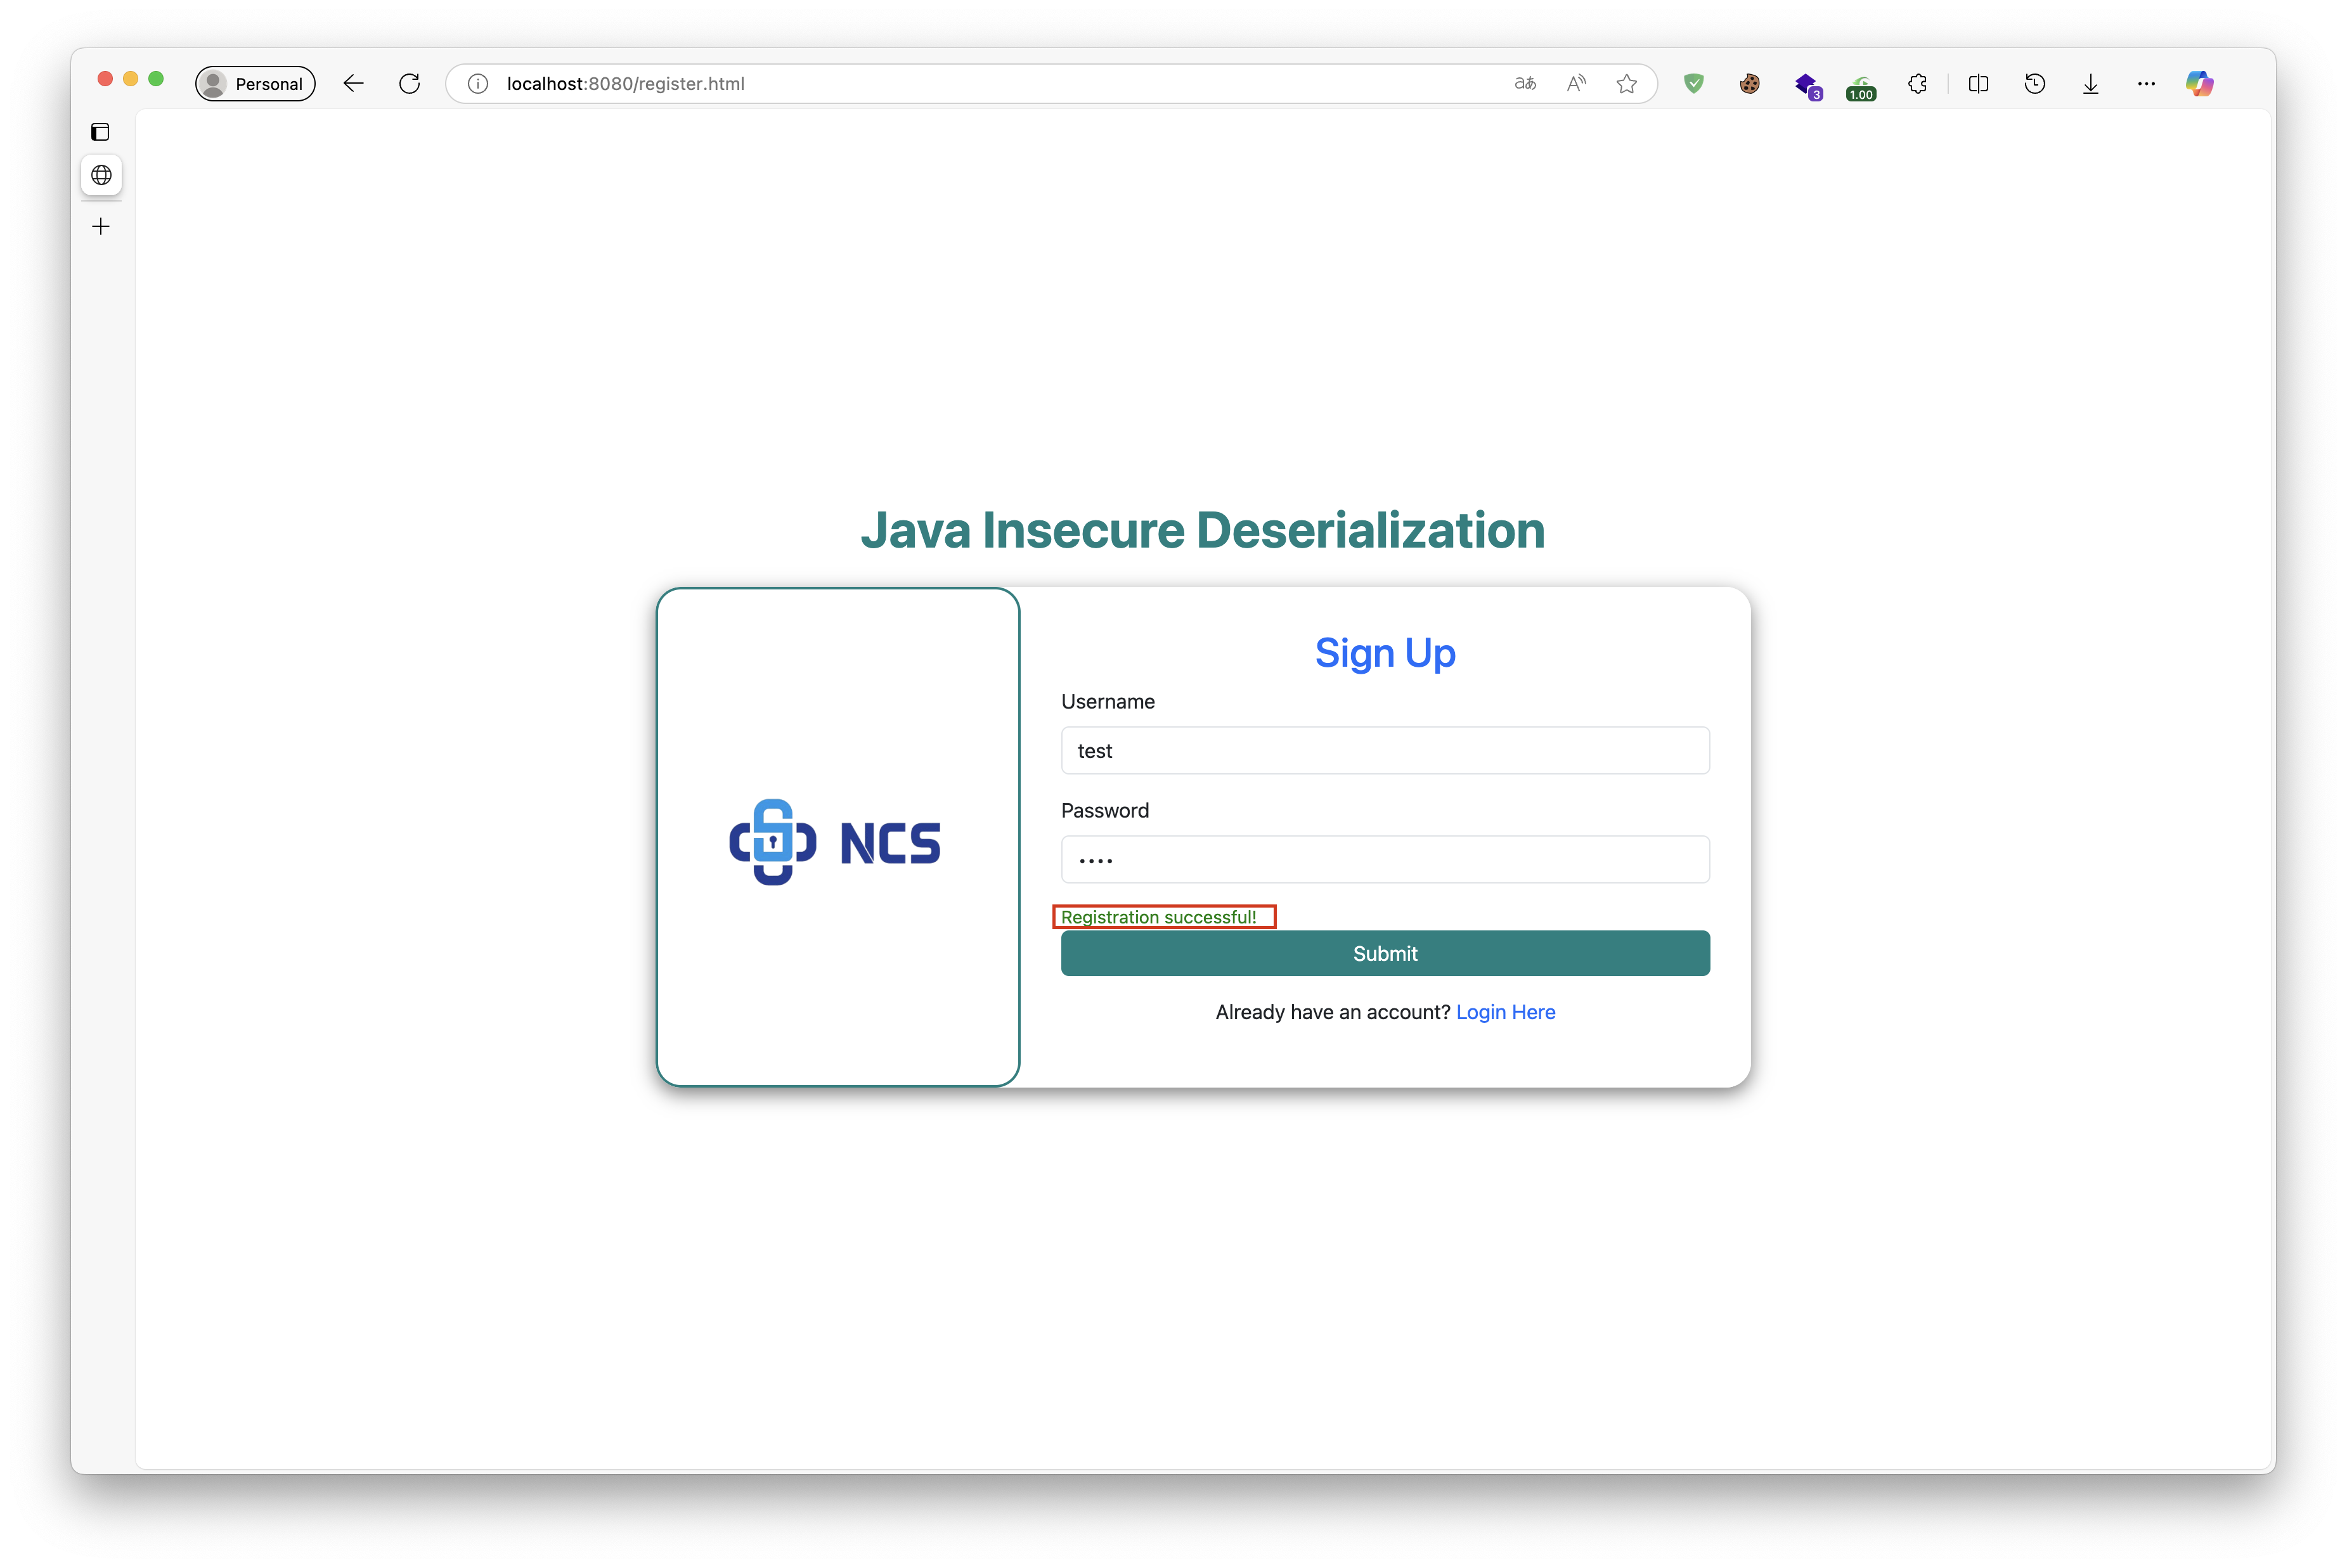 Personal
localhost:8080/register.html
3
1.00
Java Insecure Deserialization
NCS
Sign Up
Username
test
Password
Registration successful!
Submit
Already have an account? Login Here